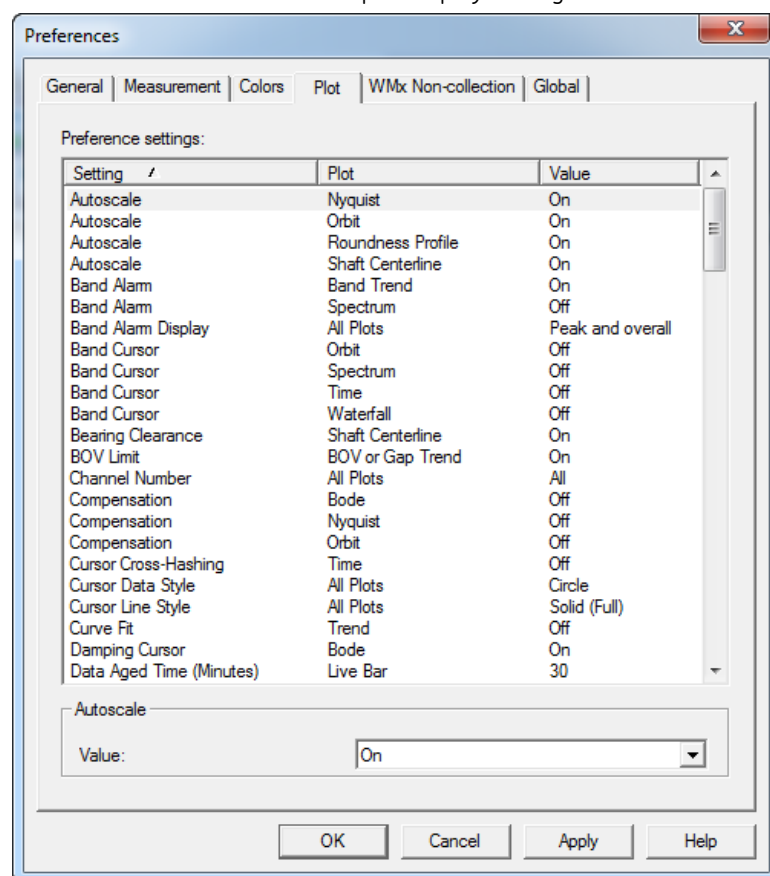 Preferences
General Measurement Colors Plot WMx Non-collection Global
Preference settings:
Setting Plot Value
Autoscale Nyquist On
Autoscale Orbit On
Autoscale Roundness Profile On
Autoscale Shaft Centerline On
Band Alarm Band Trend On
Band Alarm Spectrum Off
Band Alarm Display All Plots Peak and overall
Band Cursor Orbit Off
Band Cursor Spectrum Off
Band Cursor Time Off
Band Cursor Waterfall Off
Bearing Clearance Shaft Centerline On
BOV Limit BOV or Gap Trend On
Channel Number All Plots All
Compensation Bode Off
Compensation Nyquist Off
Compensation Orbit Off
Cursor Cross-Hashing Time Off
Cursor Data Style All Plots Circle
Cursor Line Style All Plots Solid (Full)
Curve Fit Trend Off
Damping Cursor Bode On
Data Aged Time (Minutes) Live Bar 30
Autoscale
Value: On
OK Cancel Apply Help